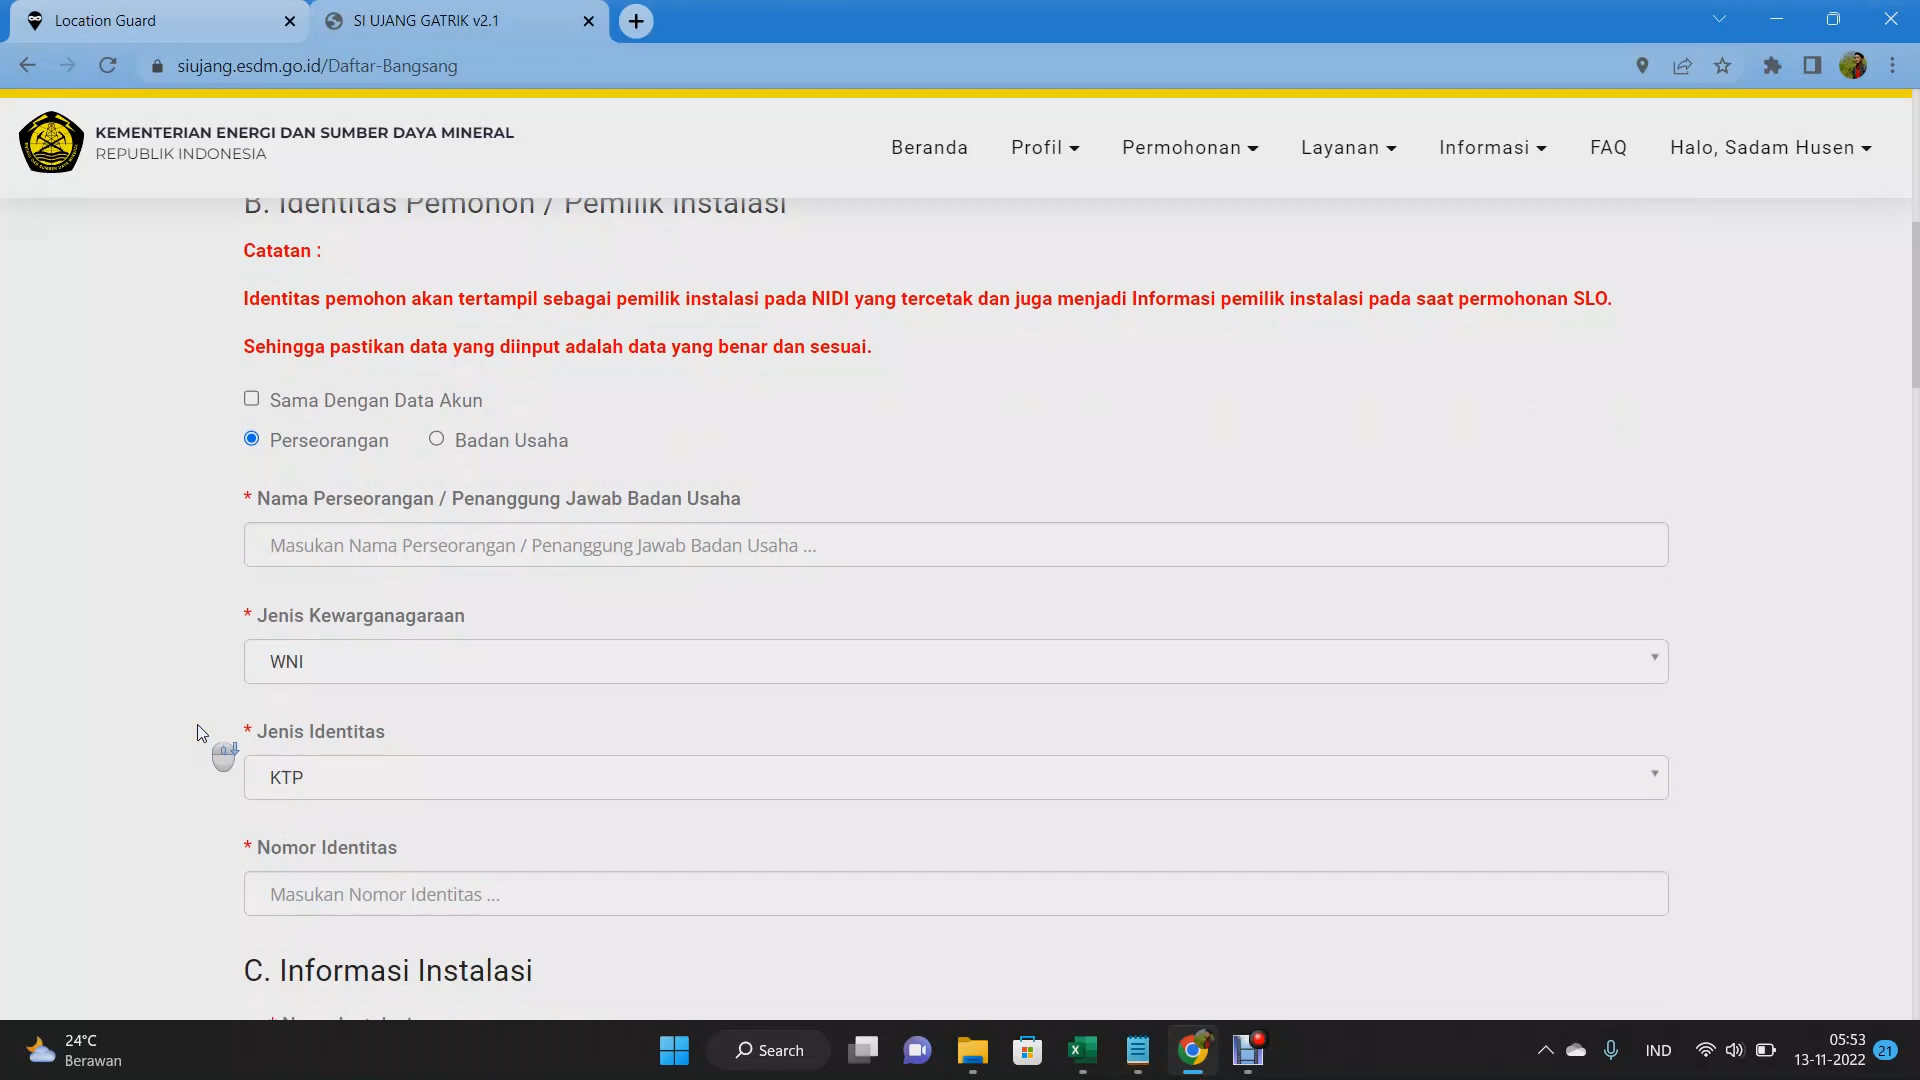 Location Guard
SI UJANG GATRIK v2.1
siujang.esdm.go.id/Daftar-Bangsang
KEMENTERIAN ENERGI DAN SUMBER DAYA MINERAL
REPUBLIK INDONESIA
Beranda Profil Permohonan Layanan Informasi FAQ Halo, Sadam Husen
B. Identitas Pemohon / Pemilik Instalasi
Catatan :
Identitas pemohon akan tertampil sebagai pemilik instalasi pada NIDI yang tercetak dan juga menjadi Informasi pemilik instalasi pada saat permohonan SLO.
Sehingga pastikan data yang diinput adalah data yang benar dan sesuai.
Sama Dengan Data Akun
Perseorangan Badan Usaha
* Nama Perseorangan / Penanggung Jawab Badan Usaha
Masukan Nama Perseorangan / Penanggung Jawab Badan Usaha ...
* Jenis Kewarganagaraan
WNI
* Jenis Identitas
KTP
* Nomor Identitas
Masukan Nomor Identitas ...
C. Informasi Instalasi
24°C
Berawan
Search
IND
05:53
13-11-2022
21